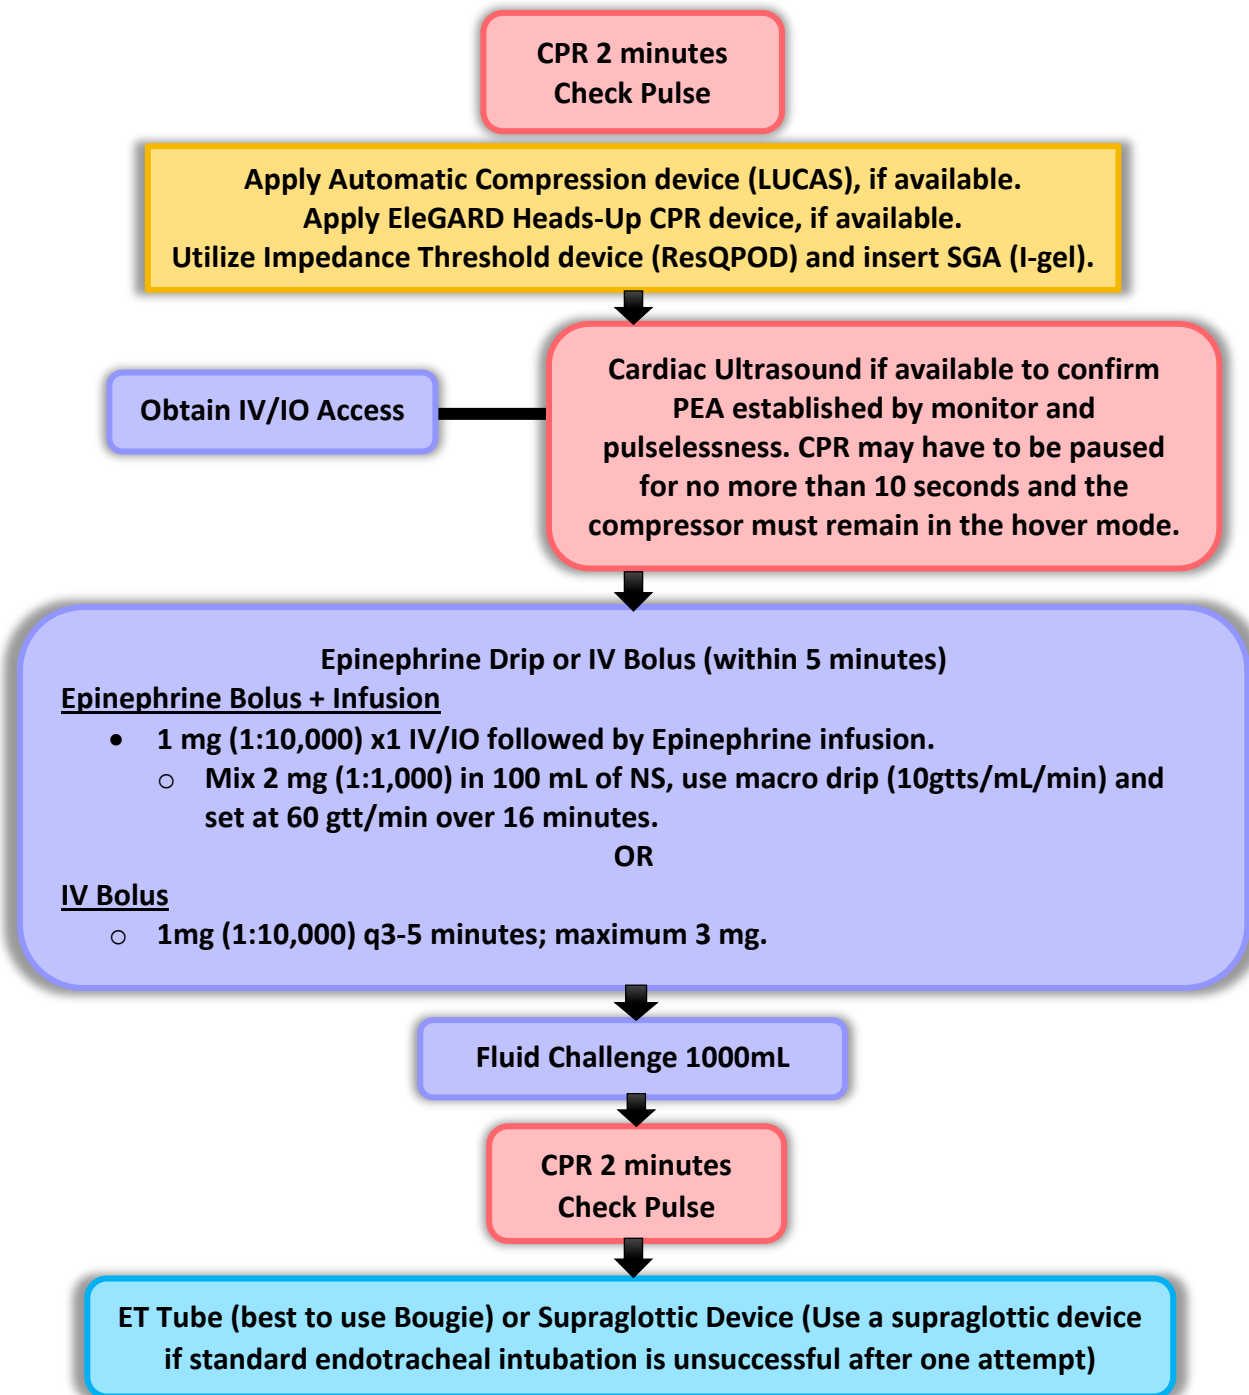 CPR 2 minutes
Check Pulse
Apply Automatic Compression device (LUCAS), if available.
Apply EleGARD Heads-Up CPR device, if available.
Utilize Impedance Threshold device (ResQPOD) and insert SGA (I-gel).
Obtain IV/IO Access
Cardiac Ultrasound if available to confirm
PEA established by monitor and
pulselessness. CPR may have to be paused
for no more than 10 seconds and the
compressor must remain in the hover mode.
Epinephrine Drip or IV Bolus (within 5 minutes)
Epinephrine Bolus + Infusion
• 1 mg (1:10,000) x1 IV/IO followed by Epinephrine infusion.
○ Mix 2 mg (1:1,000) in 100 mL of NS, use macro drip (10gtts/mL/min) and
set at 60 gtt/min over 16 minutes.
OR
IV Bolus
○ 1mg (1:10,000) q3-5 minutes; maximum 3 mg.
Fluid Challenge 1000mL
CPR 2 minutes
Check Pulse
ET Tube (best to use Bougie) or Supraglottic Device (Use a supraglottic device
if standard endotracheal intubation is unsuccessful after one attempt)